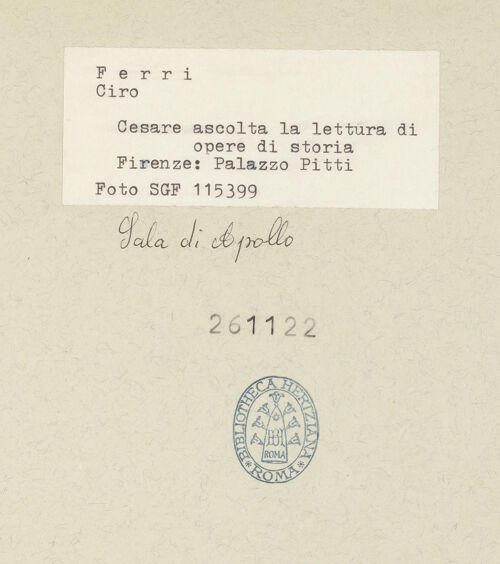 Ferri
Ciro
Cesare ascolta la lettura di
opere di storia
Firenze: Palazzo Pitti
Foto SGF 115399
Sala di Apollo
261122
BIBLIOTHECA HERTZIANA
ROMA
ROMA